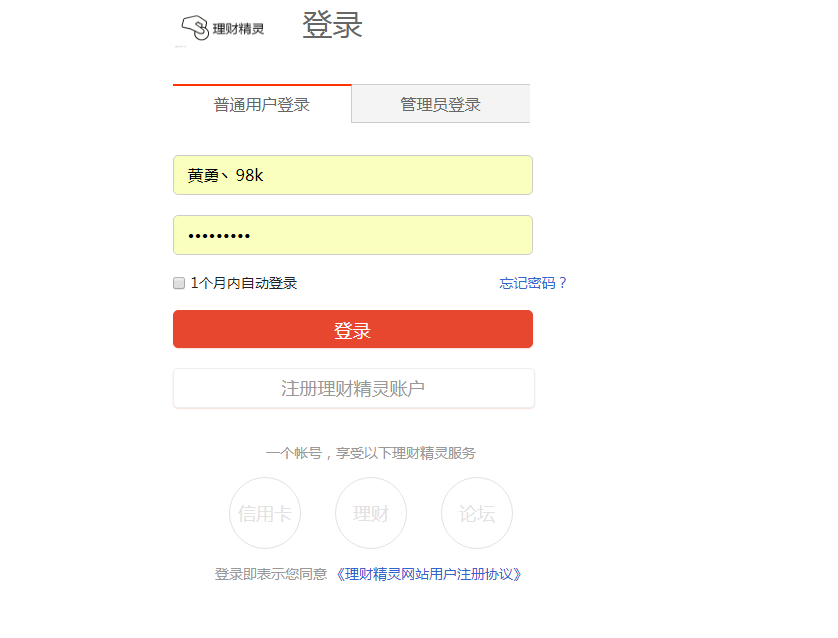 理财精灵 登录
普通用户登录 管理员登录
黄勇丶98k
•••••••••
1个月内自动登录 忘记密码？
登录
注册理财精灵账户
一个帐号，享受以下理财精灵服务
信用卡 理财 论坛
登录即表示您同意 《理财精灵网站用户注册协议》